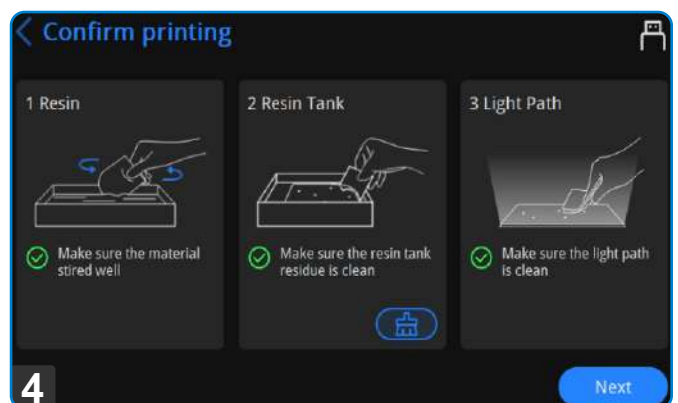 Confirm printing
1 Resin
Make sure the material
stired well
2 Resin Tank
Make sure the resin tank
residue is clean
3 Light Path
Make sure the light path
is clean
4
Next